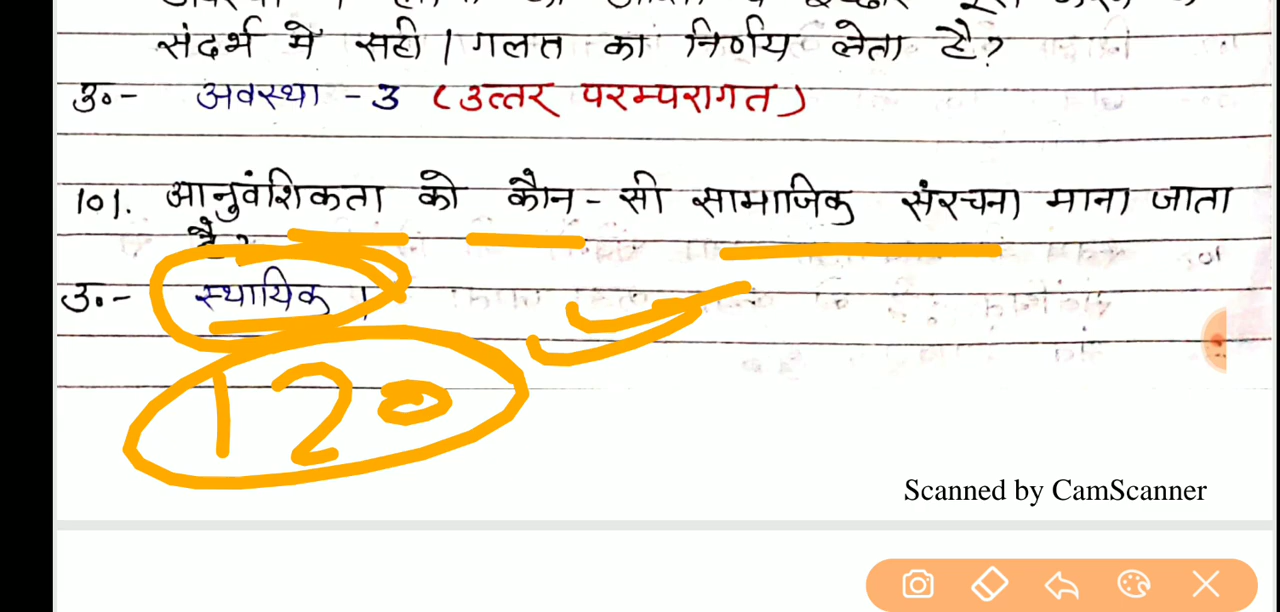 संदर्भ में सही / गलत का निर्णय लेता है?
उ०- अवस्था - 3 (उत्तर परम्परागत)
101. आनुवंशिकता को कौन - सी सामाजिक संरचना माना जाता
है?
उ०- स्थायिक ।
120
Scanned by CamScanner